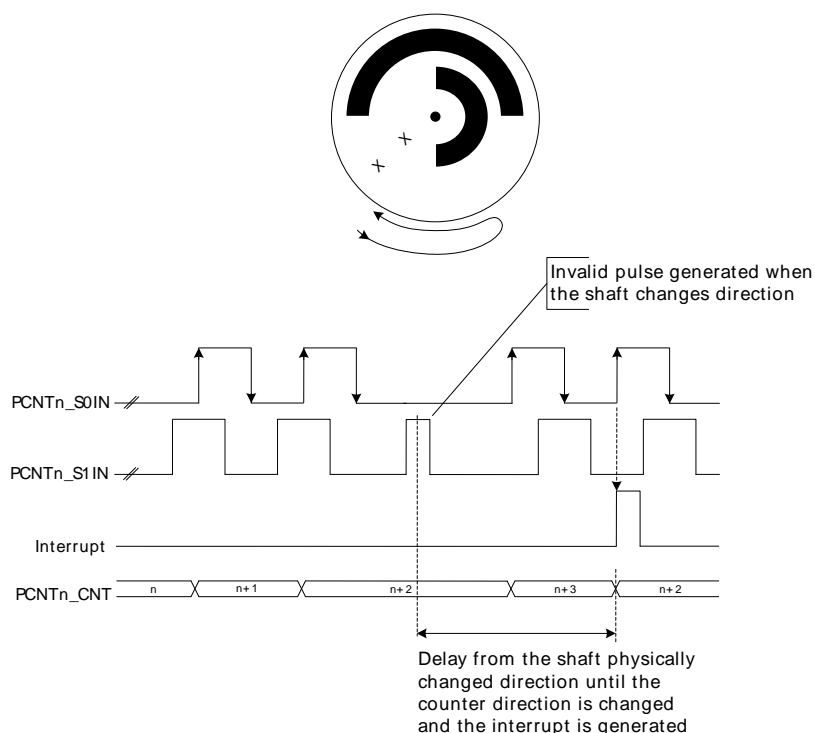 X
X
Invalid pulse generated when
the shaft changes direction
PCNTn_S0IN
PCNTn_S1IN
Interrupt
PCNTn_CNT
n
n+1
n+2
n+3
n+2
Delay from the shaft physically
changed direction until the
counter direction is changed
and the interrupt is generated